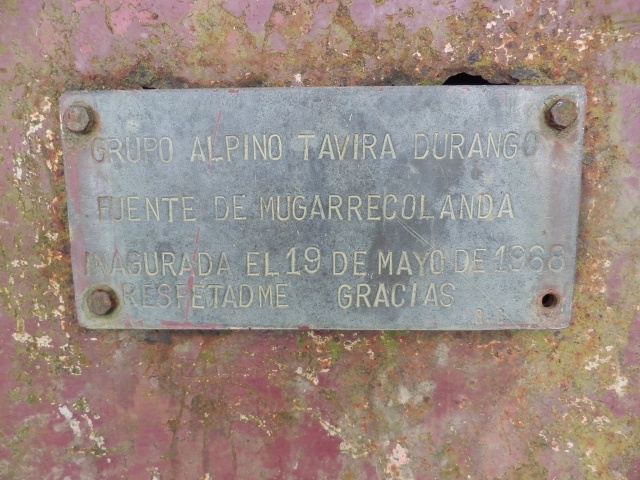 GRUPO ALPINO TAVIRA DURANGO
FUENTE DE MUGARRECOLANDA
INAGURADA EL 19 DE MAYO DE 1968
RESPETADME GRACIAS